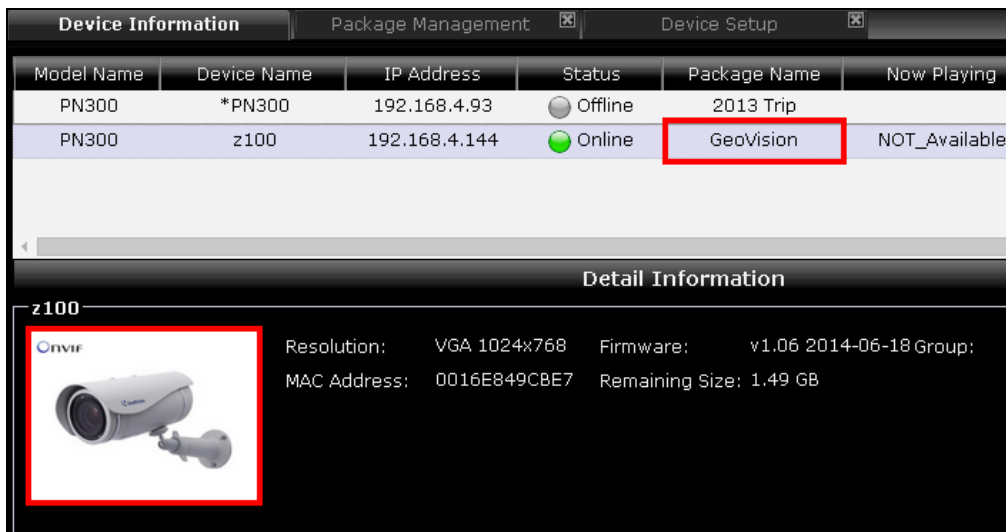 Device Information Package Management Device Setup
Model Name Device Name IP Address Status Package Name Now Playing
PN300 *PN300 192.168.4.93 Offline 2013 Trip
PN300 z100 192.168.4.144 Online GeoVision NOT_Available
Detail Information
z100
ONVIF
Resolution: VGA 1024x768 Firmware: v1.06 2014-06-18 Group:
MAC Address: 0016E849CBE7 Remaining Size: 1.49 GB